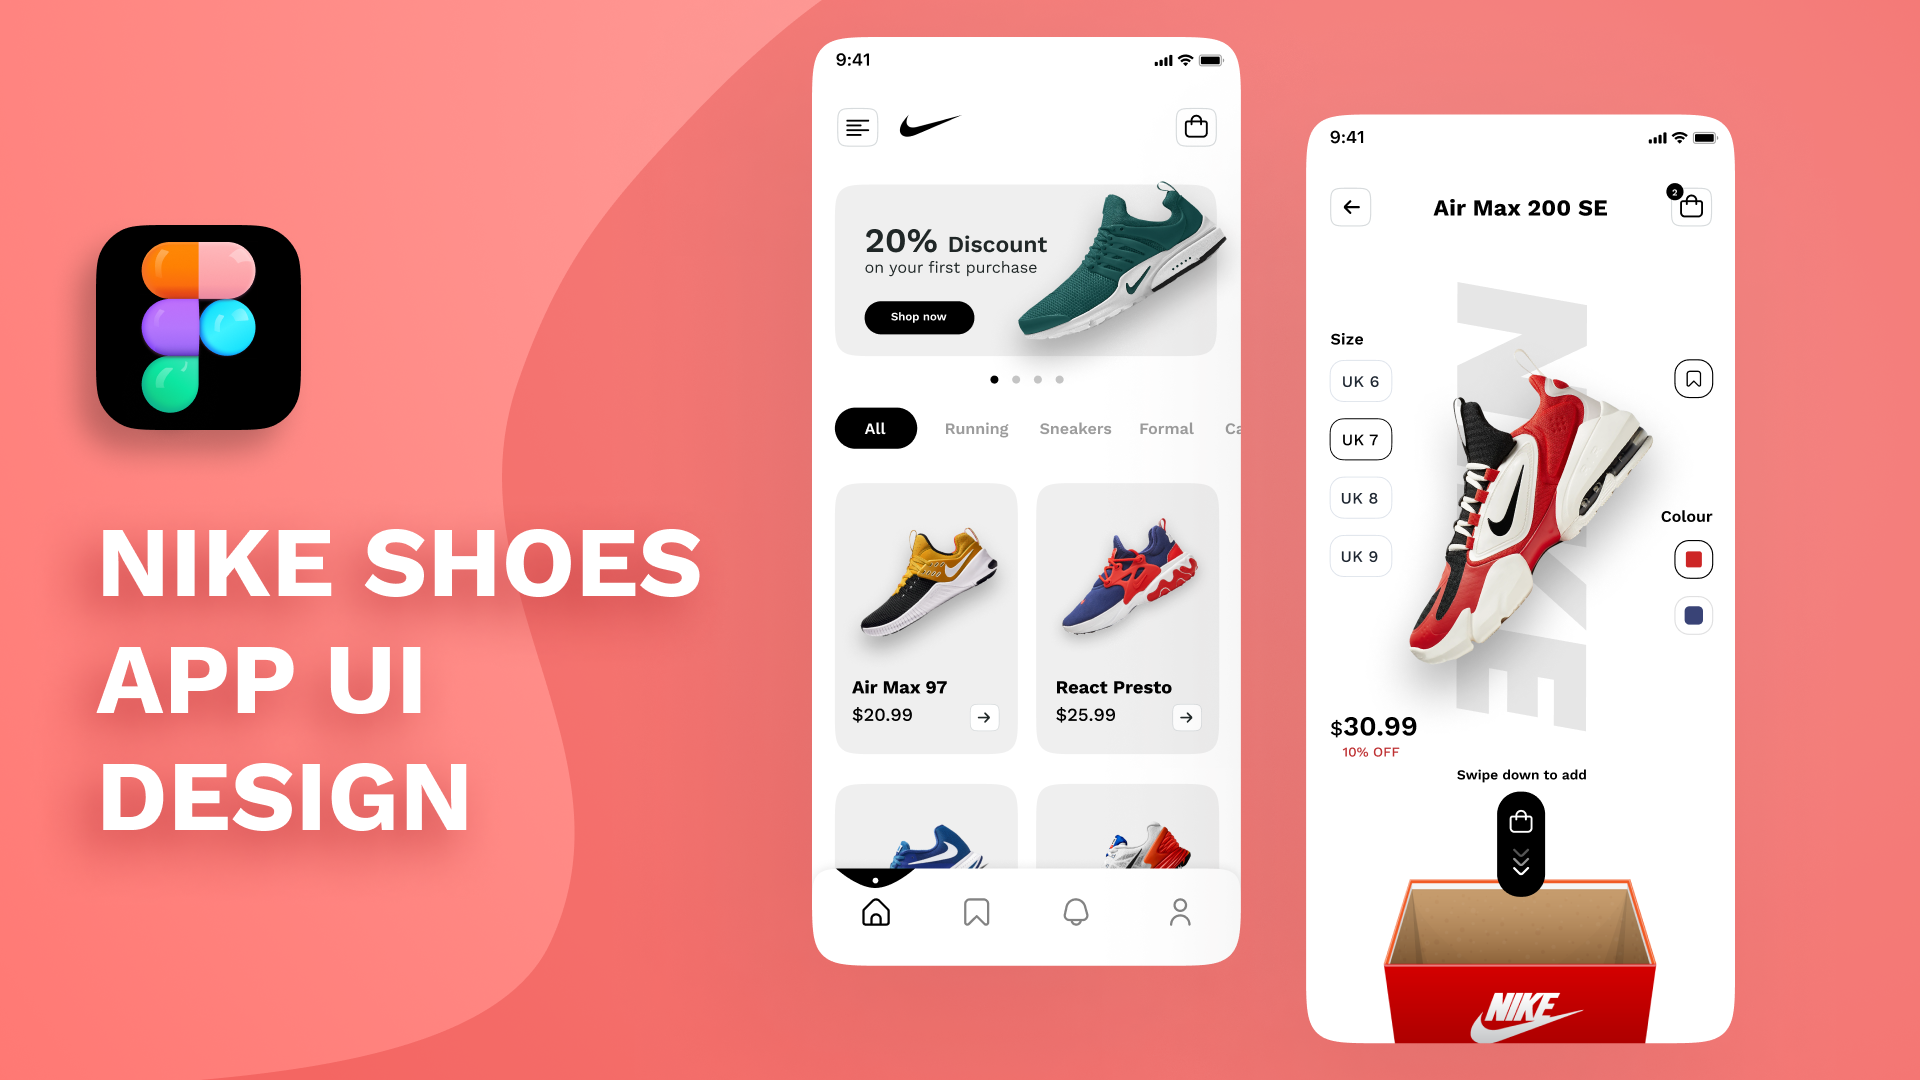 NIKE SHOES
APP UI
DESIGN
9:41
20% Discount
on your first purchase
Shop now
All
Running
Sneakers
Formal
Ca
Air Max 97
$20.99
React Presto
$25.99
9:41
Air Max 200 SE
2
NIKE
Size
UK 6
UK 7
UK 8
UK 9
Colour
$30.99
10% OFF
Swipe down to add
NIKE